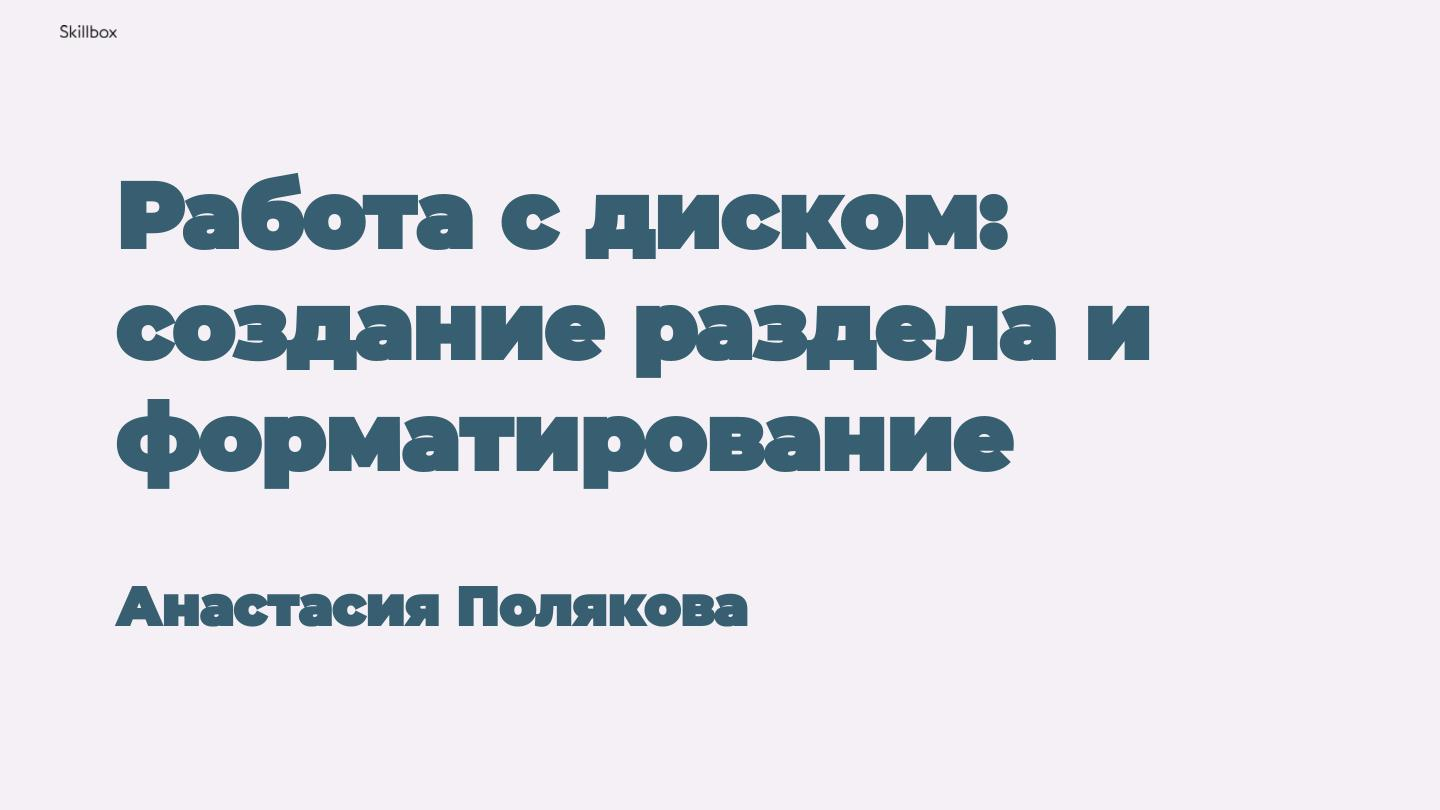 Skillbox
Работа с диском:
создание раздела и
форматирование
Анастасия Полякова